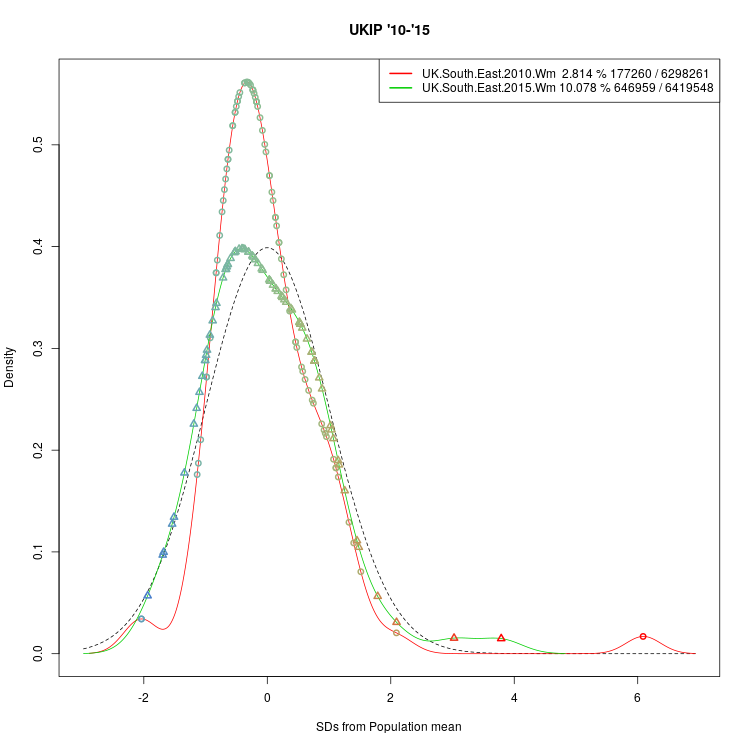 UKIP '10-'15
UK.South.East.2010.Wm 2.814 % 177260 / 6298261
UK.South.East.2015.Wm 10.078 % 646959 / 6419548
Density
0.5
0.4
0.3
0.2
0.1
0.0
-2 0 2 4 6
SDs from Population mean